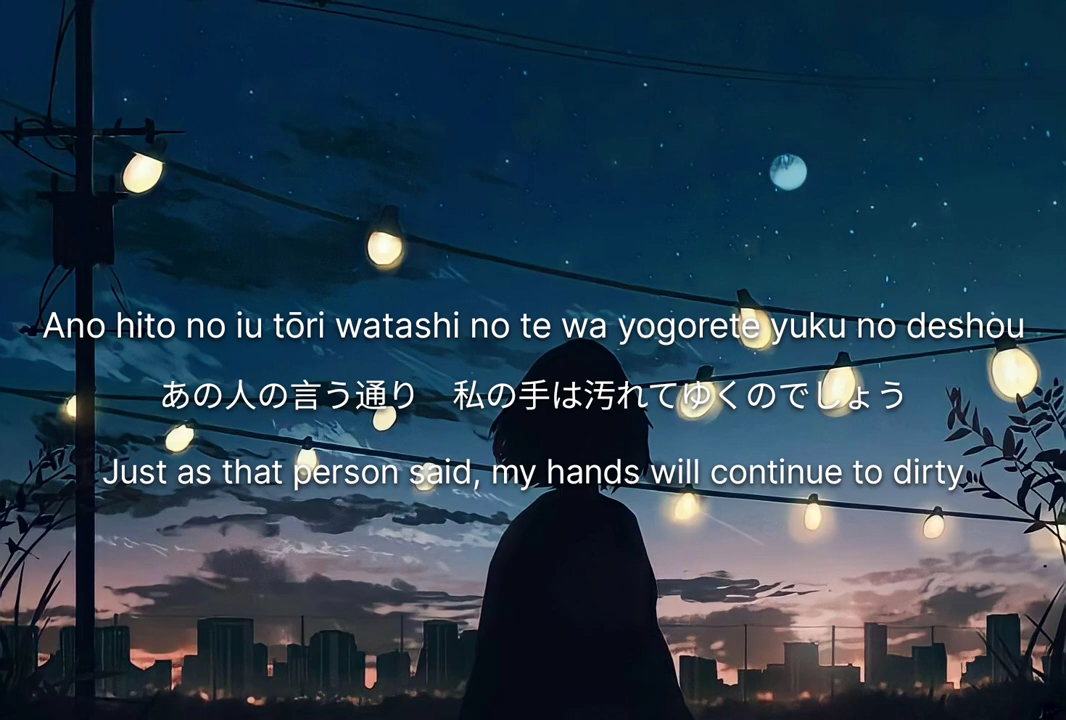 Ano hito no iu tōri watashi no te wa yogorete yuku no deshou
あの人の言う通り　私の手は汚れてゆくのでしょう
Just as that person said, my hands will continue to dirty